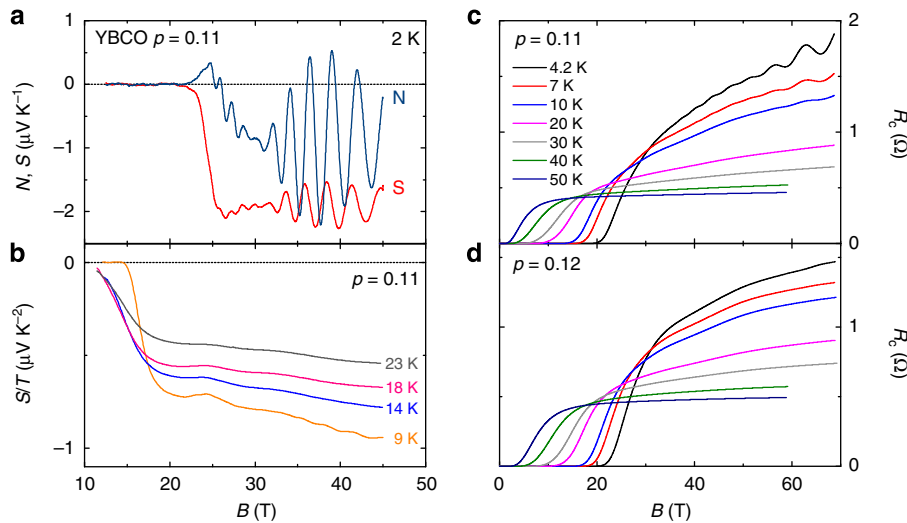 a
YBCO p = 0.11
2 K
N
S
1
0
−1
−2
N, S (μV K⁻¹)
b
p = 0.11
23 K
18 K
14 K
9 K
0
−1
S/T (μV K⁻²)
10 20 30 40 50
B (T)
c
p = 0.11
4.2 K
7 K
10 K
20 K
30 K
40 K
50 K
2
1
0
Rc (Ω)
d
p = 0.12
1
0
Rc (Ω)
0 20 40 60
B (T)